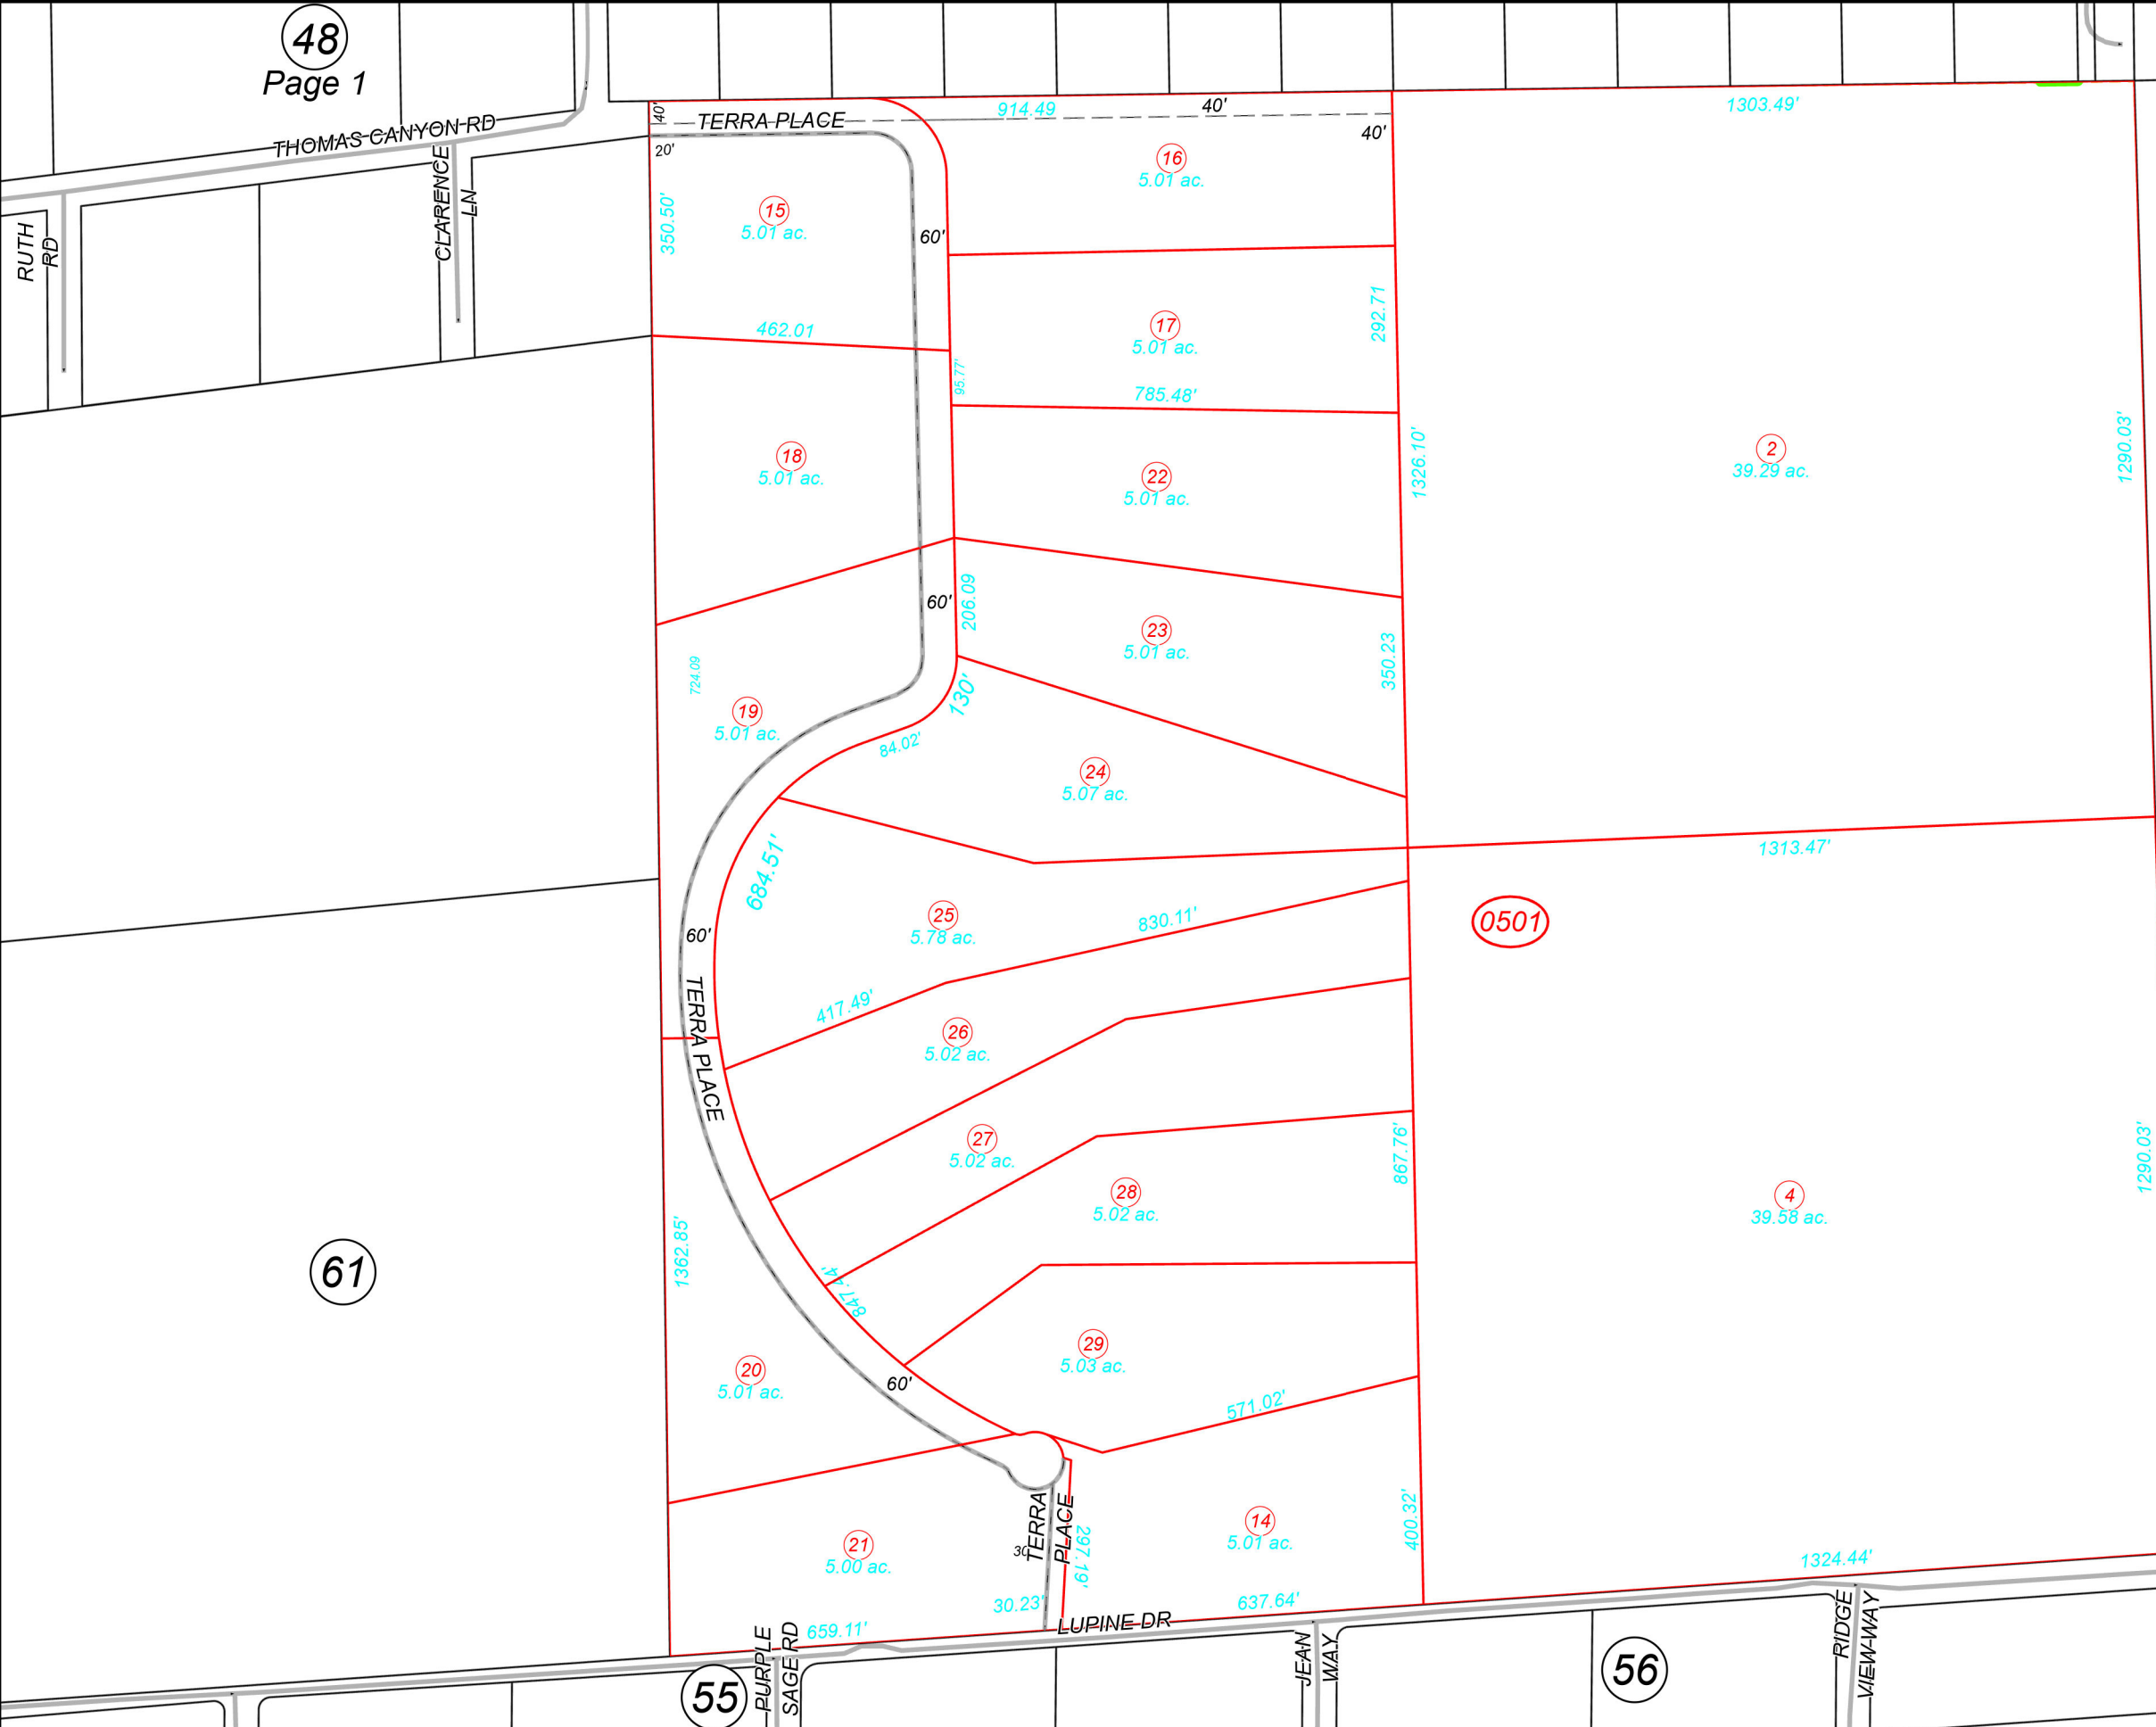 48
Page 1
THOMAS CANYON RD
CLARENCE
LN
RUTH
RD
40'
TERRA PLACE
20'
914.49
40'
40'
1303.49'
16
5.01 ac.
15
5.01 ac.
350.50'
60'
462.01
17
5.01 ac.
292.71
95.77'
785.48'
18
5.01 ac.
22
5.01 ac.
1326.10'
2
39.29 ac.
1290.03'
60'
206.09
23
5.01 ac.
350.23
724.09
130'
19
5.01 ac.
84.02'
24
5.07 ac.
684.51'
1313.47'
25
5.78 ac.
830.11'
0501
60'
417.49'
TERRA PLACE
26
5.02 ac.
27
5.02 ac.
867.76'
1290.03'
28
5.02 ac.
4
39.58 ac.
61
1362.85'
847.44'
29
5.03 ac.
20
5.01 ac.
60'
571.02'
TERRA
PLACE
30'
297.19'
14
5.01 ac.
400.32'
21
5.00 ac.
30.23'
637.64'
1324.44'
659.11'
LUPINE DR
PURPLE
SAGE RD
JEAN
WAY
RIDGE
VIEW WAY
55
56